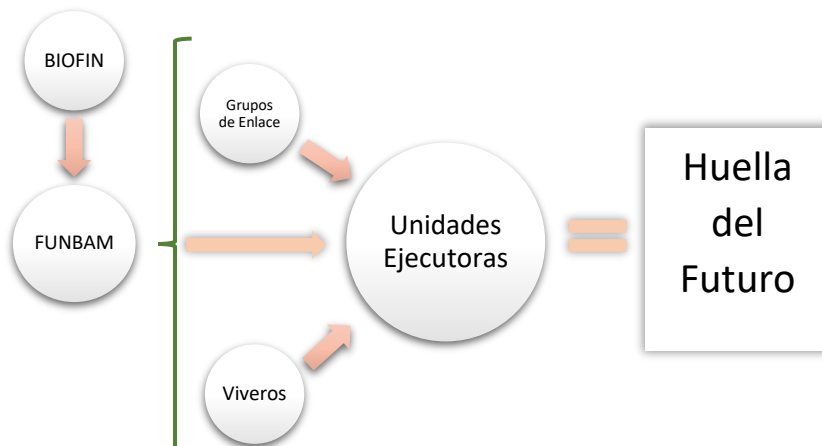 BIOFIN
FUNBAM
Grupos
de Enlace
Viveros
Unidades
Ejecutoras
Huella
del
Futuro